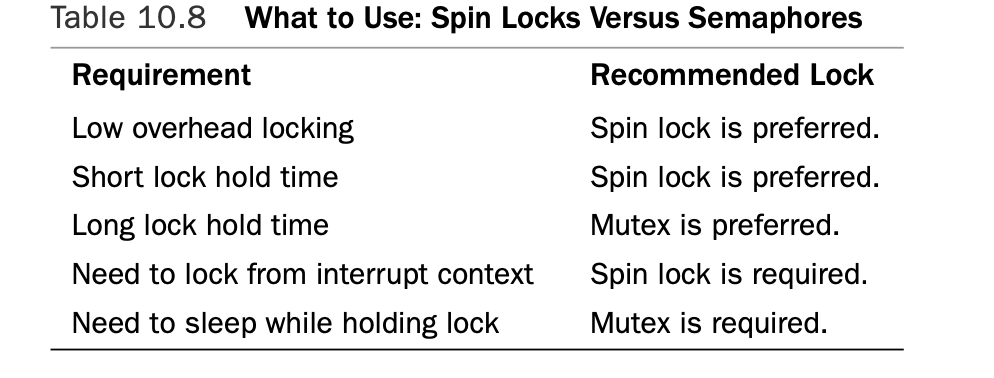 Table 10.8 What to Use: Spin Locks Versus Semaphores
Requirement Recommended Lock
Low overhead locking Spin lock is preferred.
Short lock hold time Spin lock is preferred.
Long lock hold time Mutex is preferred.
Need to lock from interrupt context Spin lock is required.
Need to sleep while holding lock Mutex is required.